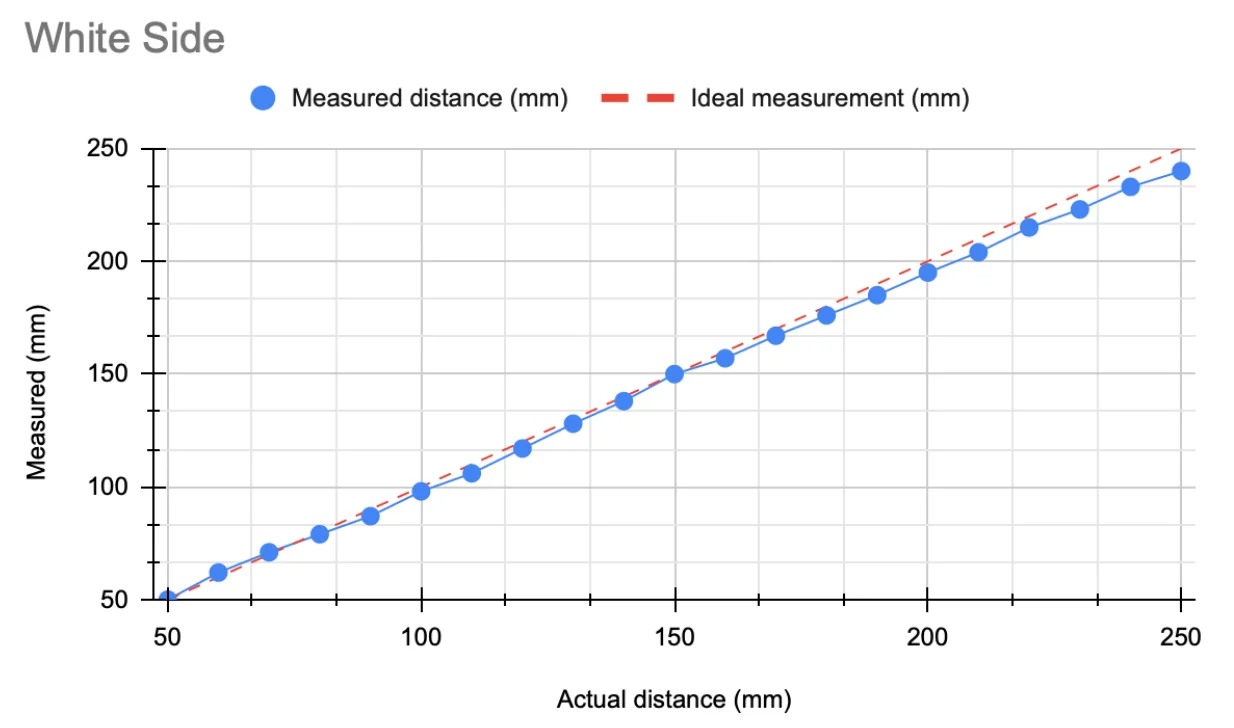 White Side
Measured distance (mm) Ideal measurement (mm)
250
200
150
100
50
Measured (mm)
50 100 150 200 250
Actual distance (mm)